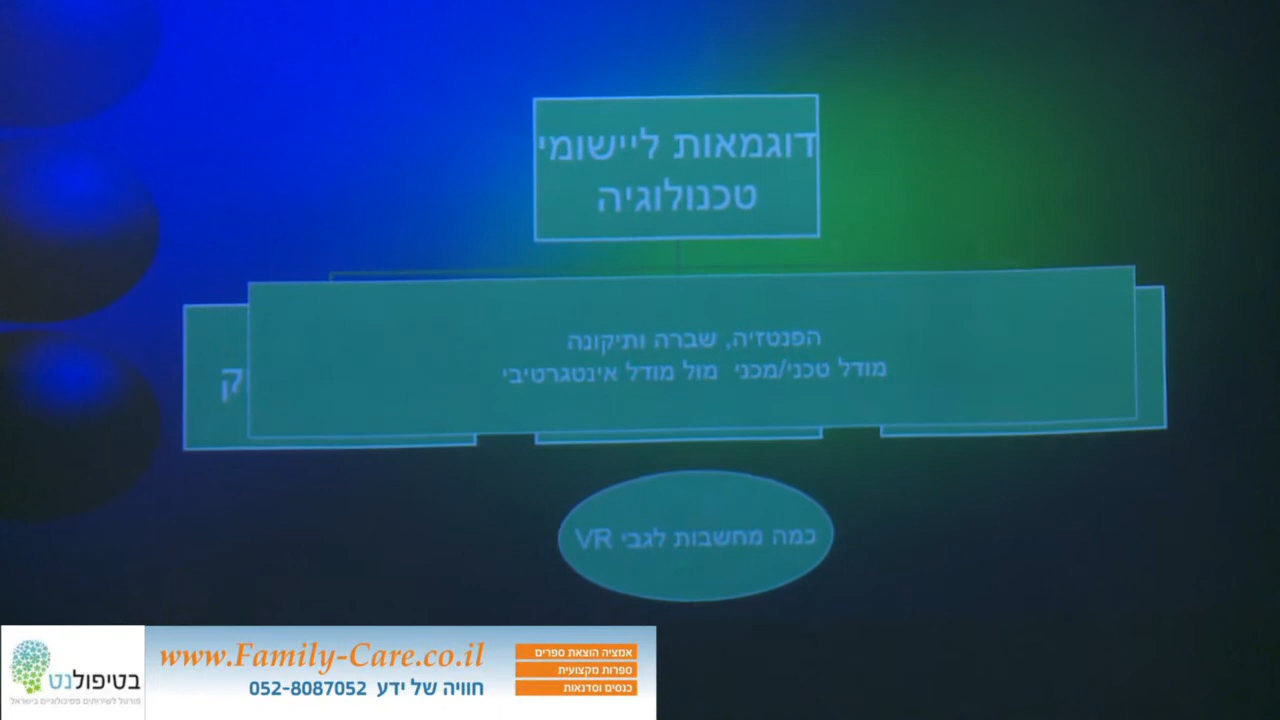 דוגמאות ליישומי
טכנולוגיה
הפנטזיה, שברה ותיקונה
מודל טכני/מכני מול מודל אינטגרטיבי
ק
כמה מחשבות לגבי VR
www.Family-Care.co.il
חוויה של ידע 052-8087052
אמציה הוצאת ספרים
ספרות מקצועית
כנסים וסדנאות
בטיפולנט
פורטל לשירותים פסיכולוגיים בישראל